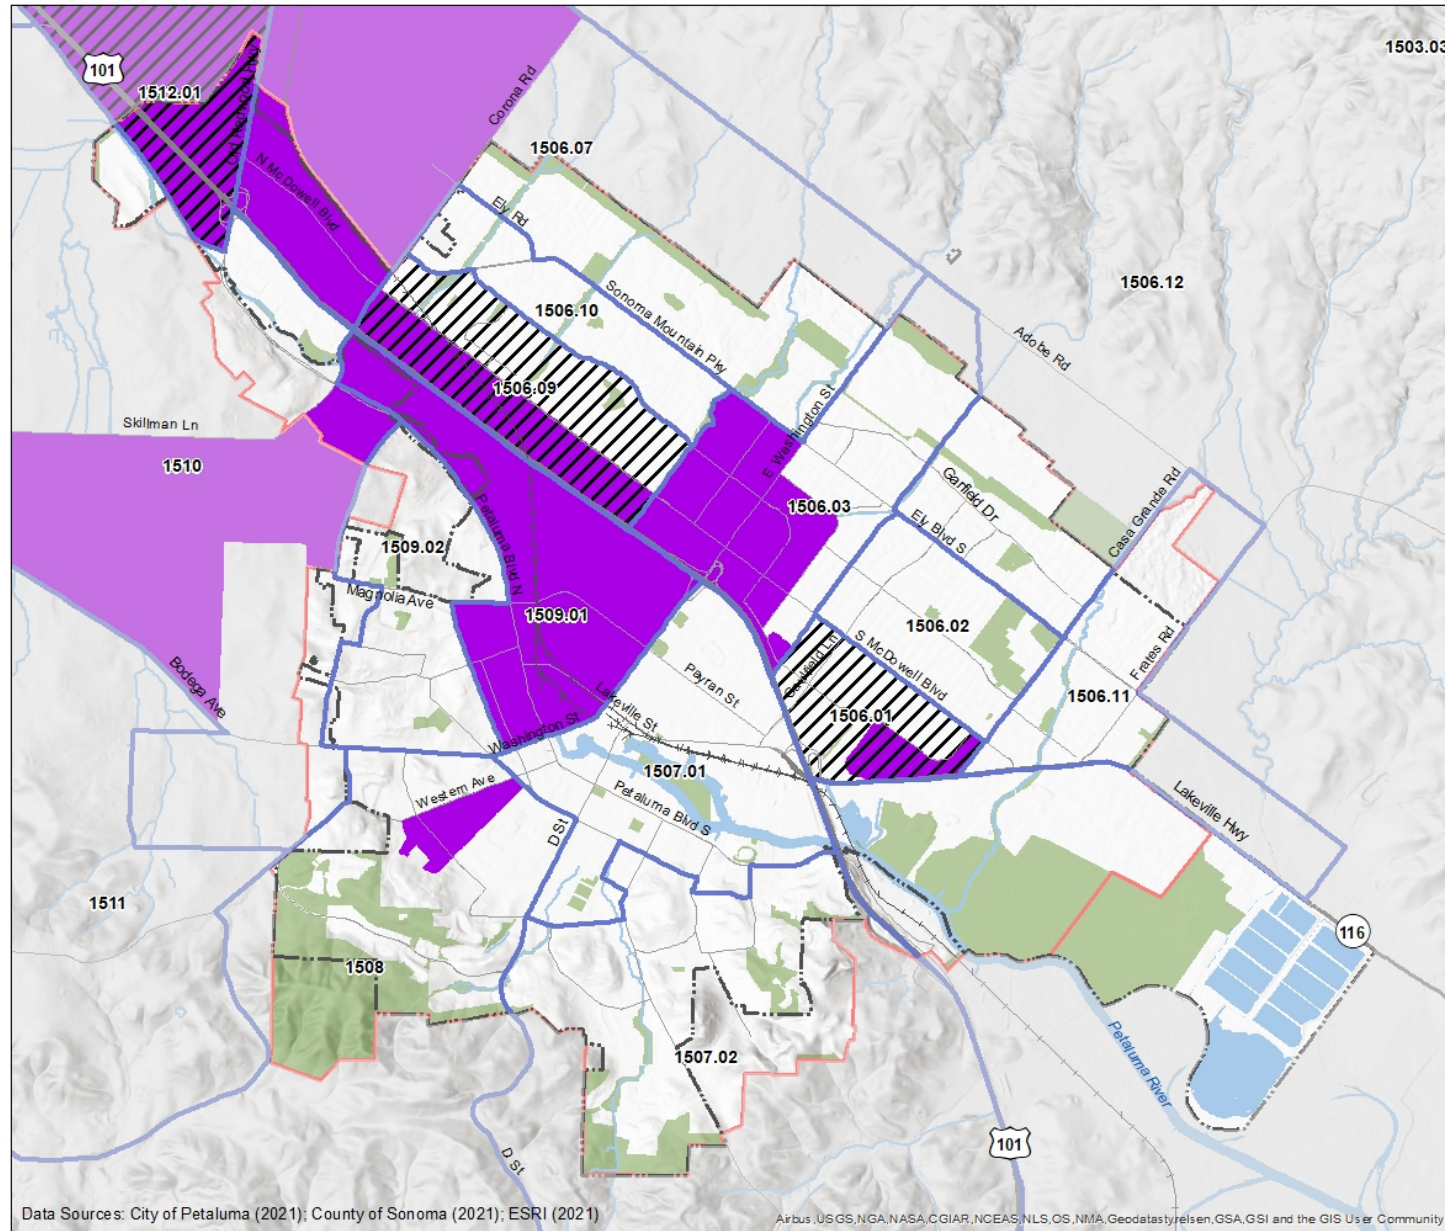 1503.03
101
1512.01
Old Redwood Hwy
Corona Rd
1506.07
N McDowell Blvd
Ely Rd
1506.12
1506.10
Sonoma Mountain Pky
Adobe Rd
1506.09
Skillman Ln
1510
E Washington St
1506.03
Garfield Dr
Casa Grande Rd
Ely Blvd S
Petaluma Blvd N
1509.02
Magnolia Ave
1509.01
1506.02
S McDowell Blvd
Caulfield Ln
Frates Rd
Bodega Ave
Payran St
1506.11
1506.01
Lakeville St
Washington St
1507.01
Western Ave
Petaluma Blvd S
D St
Lakeville Hwy
1511
116
1508
Petaluma River
1507.02
101
D St
Data Sources: City of Petaluma (2021); County of Sonoma (2021); ESRI (2021)
Airbus,USGS,NGA,NASA,CGIAR,NCEAS,NLS,OS,NMA,Geodatastyrelsen,GSA,GSI and the GIS User Community